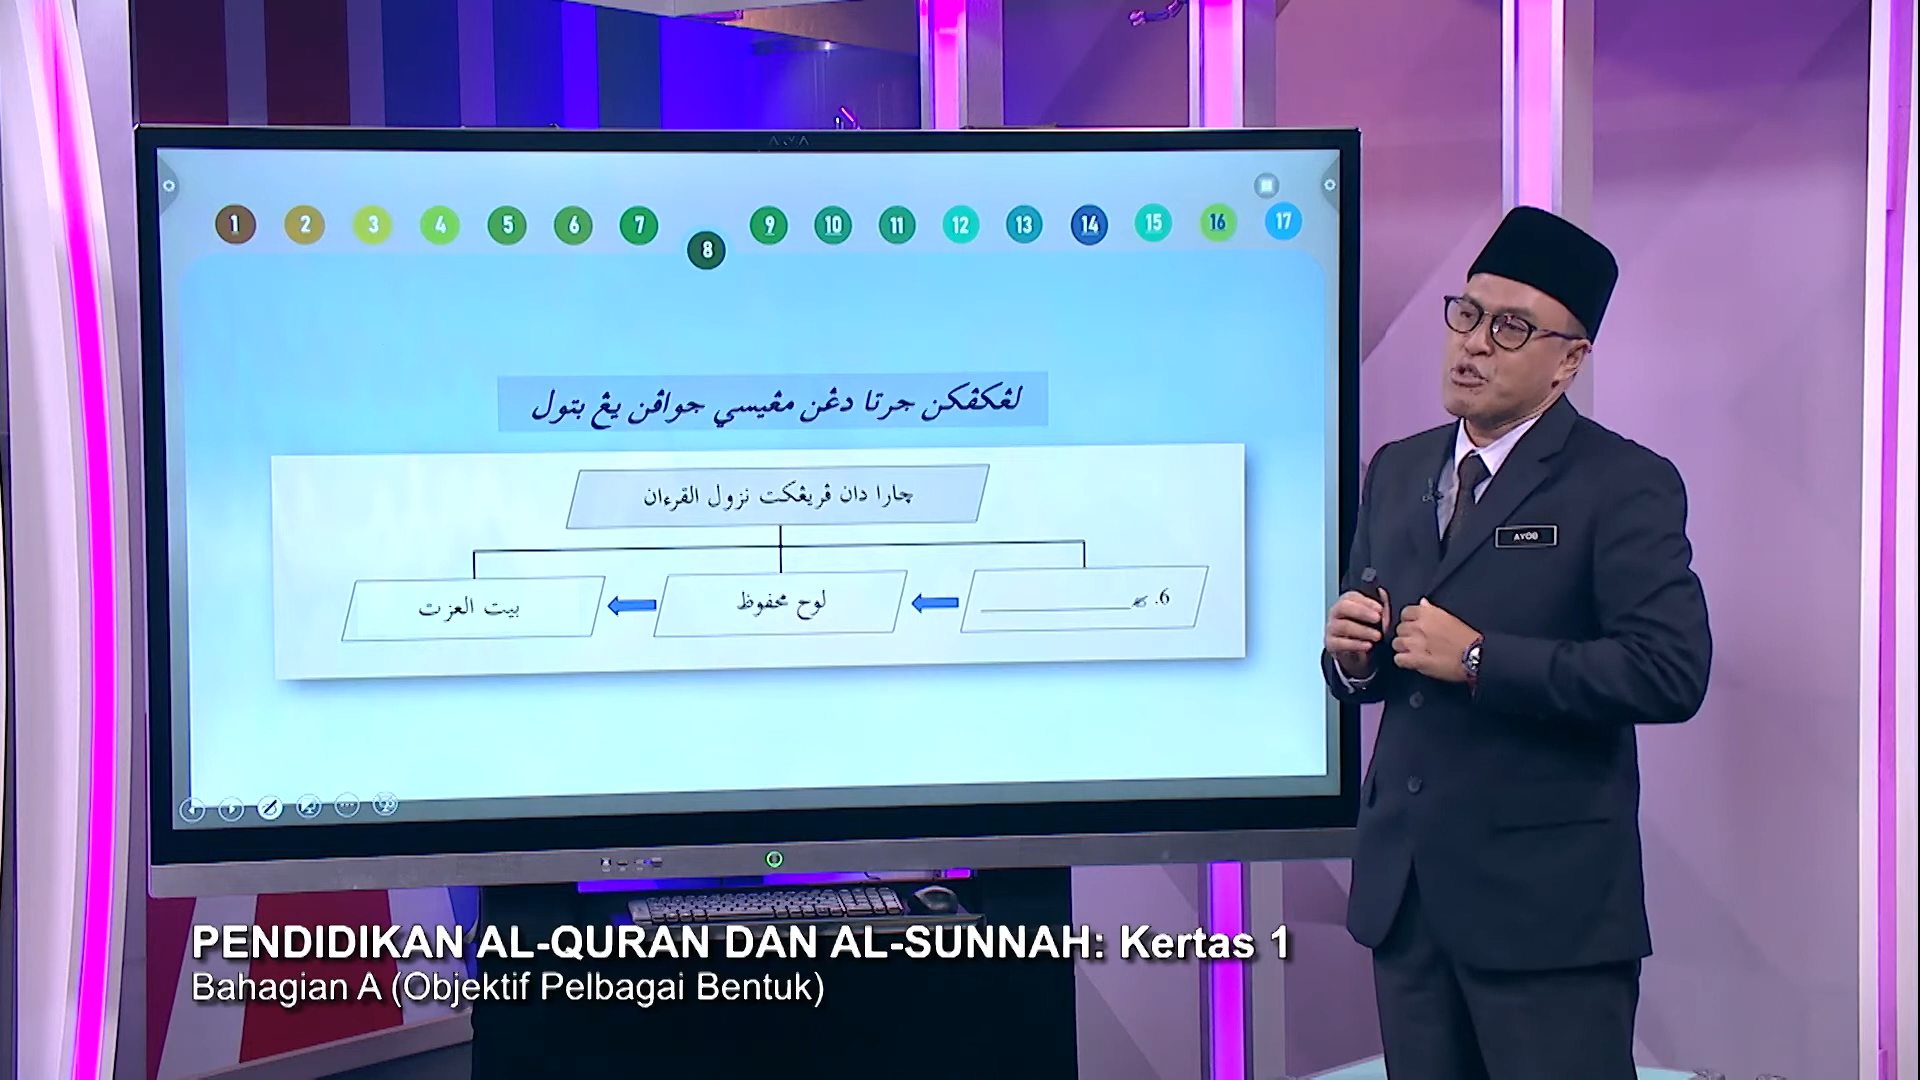 1 2 3 4 5 6 7 8 9 10 11 12 13 14 15 16 17
لڠکڤکن جرتا دڠن مڠيسي جواڤن يڠ بتول
چارا دان ڤريڠکت نزول القرءان
6. ______________
لوح محفوظ
بيت العزت
AYOB
PENDIDIKAN AL-QURAN DAN AL-SUNNAH: Kertas 1
Bahagian A (Objektif Pelbagai Bentuk)